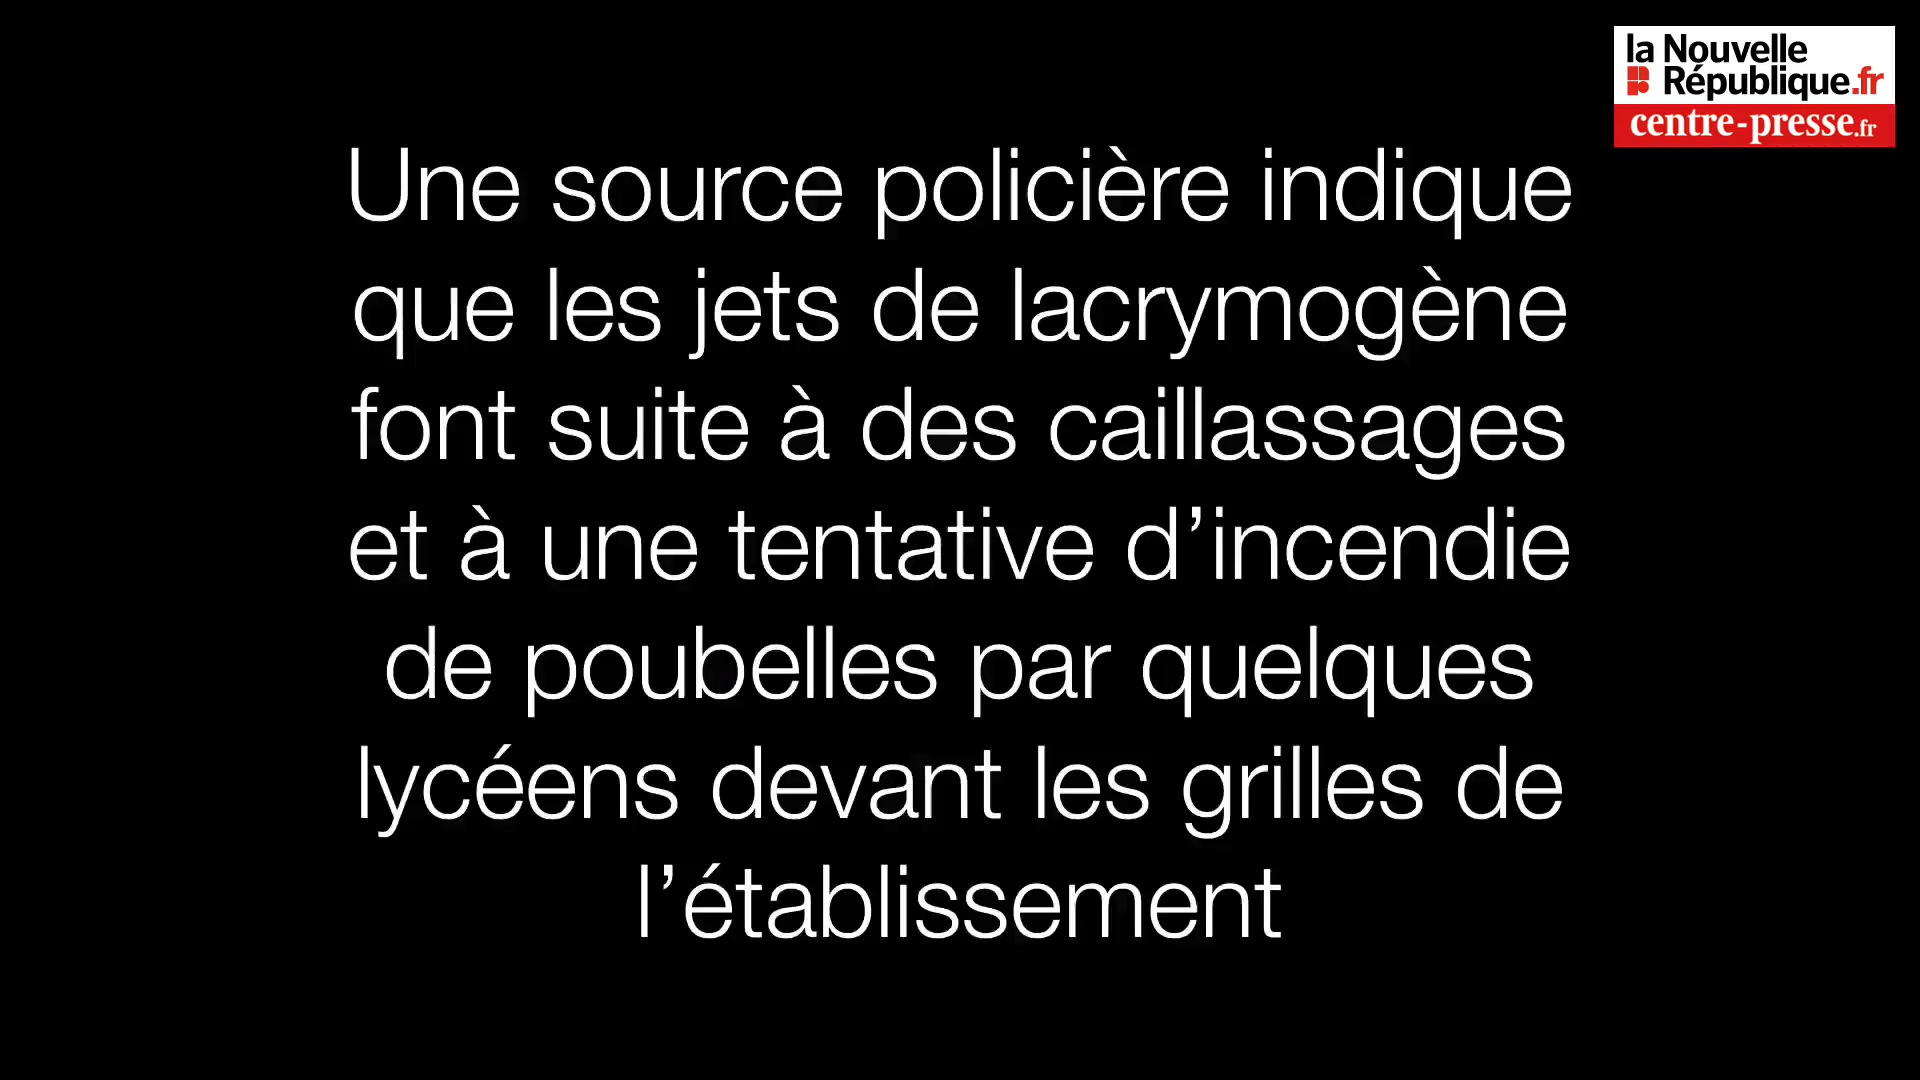 la Nouvelle
République.fr
centre-presse.fr
Une source policière indique
que les jets de lacrymogène
font suite à des caillassages
et à une tentative d’incendie
de poubelles par quelques
lycéens devant les grilles de
l’établissement